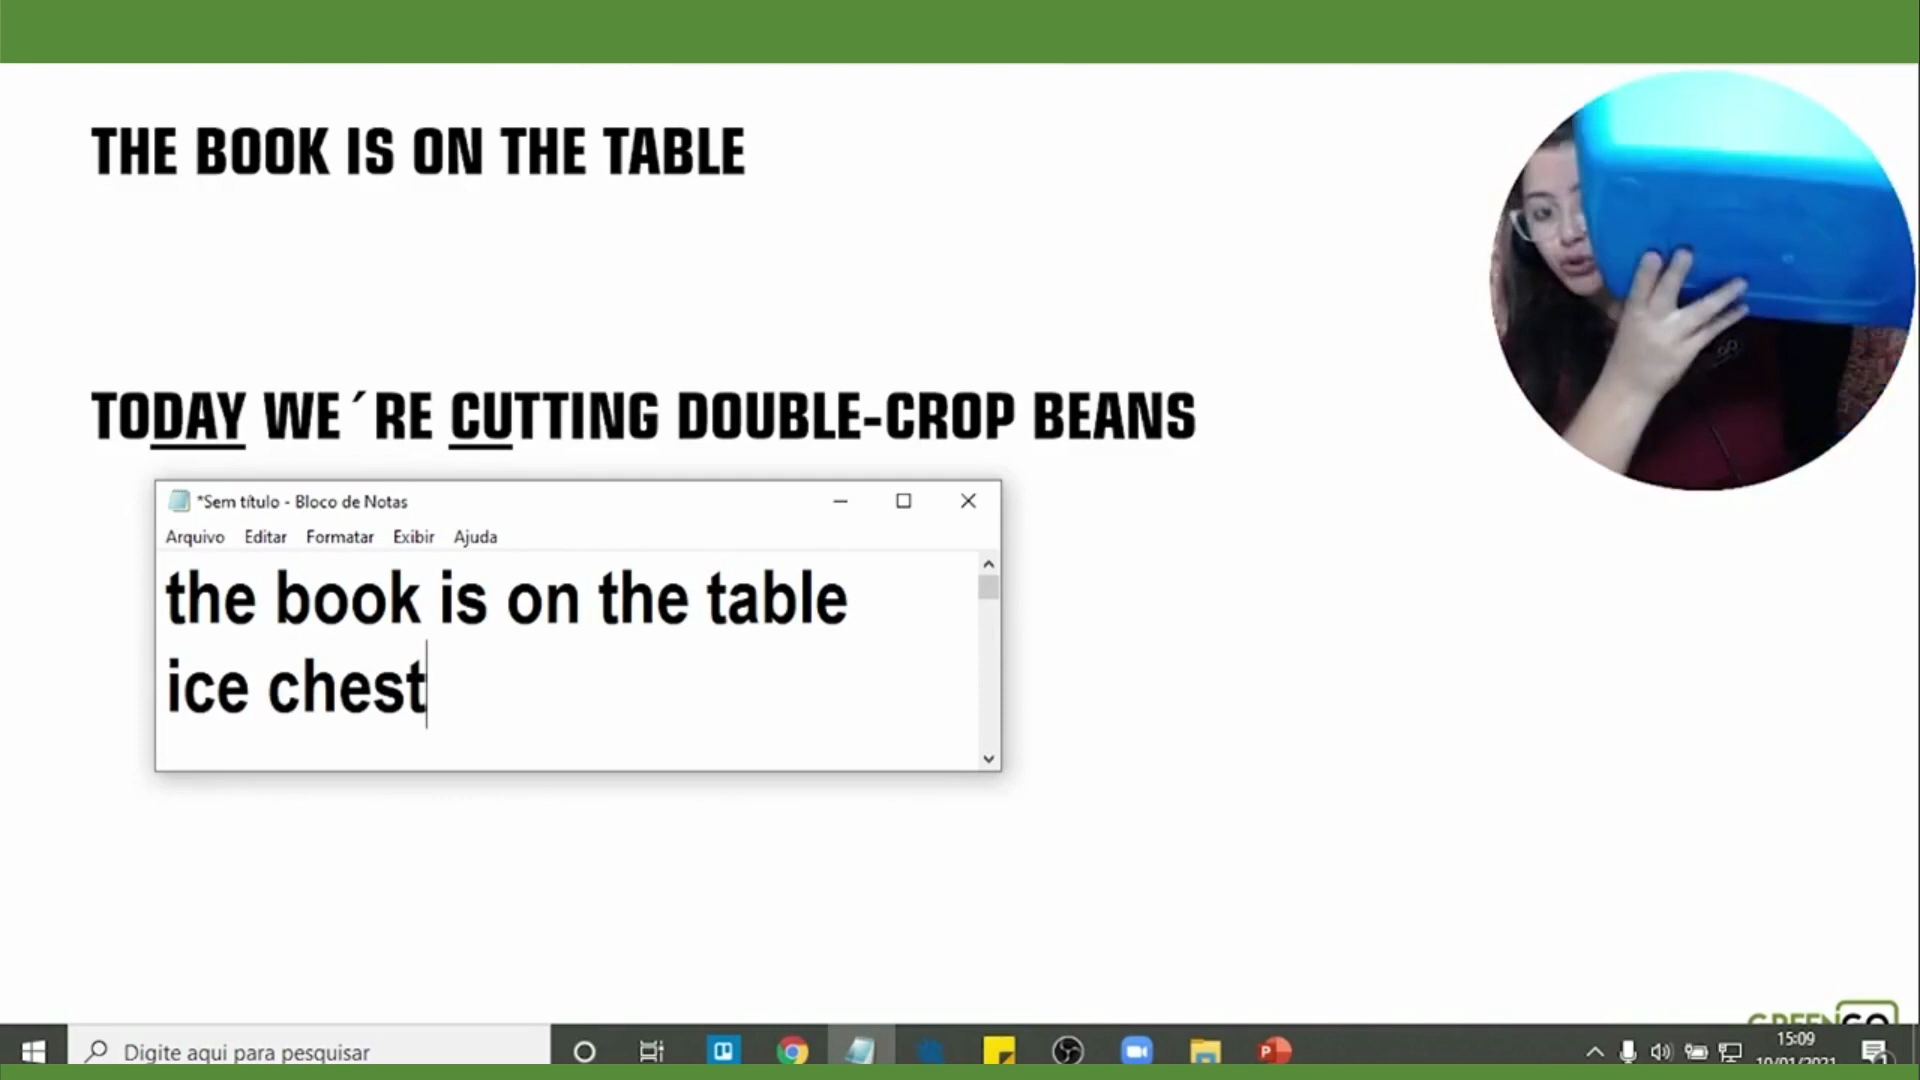 THE BOOK IS ON THE TABLE
TODAY WE´RE CUTTING DOUBLE-CROP BEANS
*Sem título - Bloco de Notas
Arquivo Editar Formatar Exibir Ajuda
the book is on the table
ice chest
Digite aqui para pesquisar
15:09